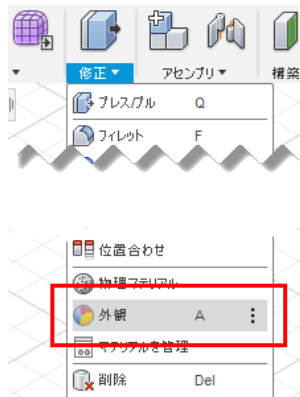 修正▼ アセンブリ▼ 構築
プレス/プル Q
フィレット F
位置合わせ
物理マテリアル
外観 A
マテリアルを管理
削除 Del